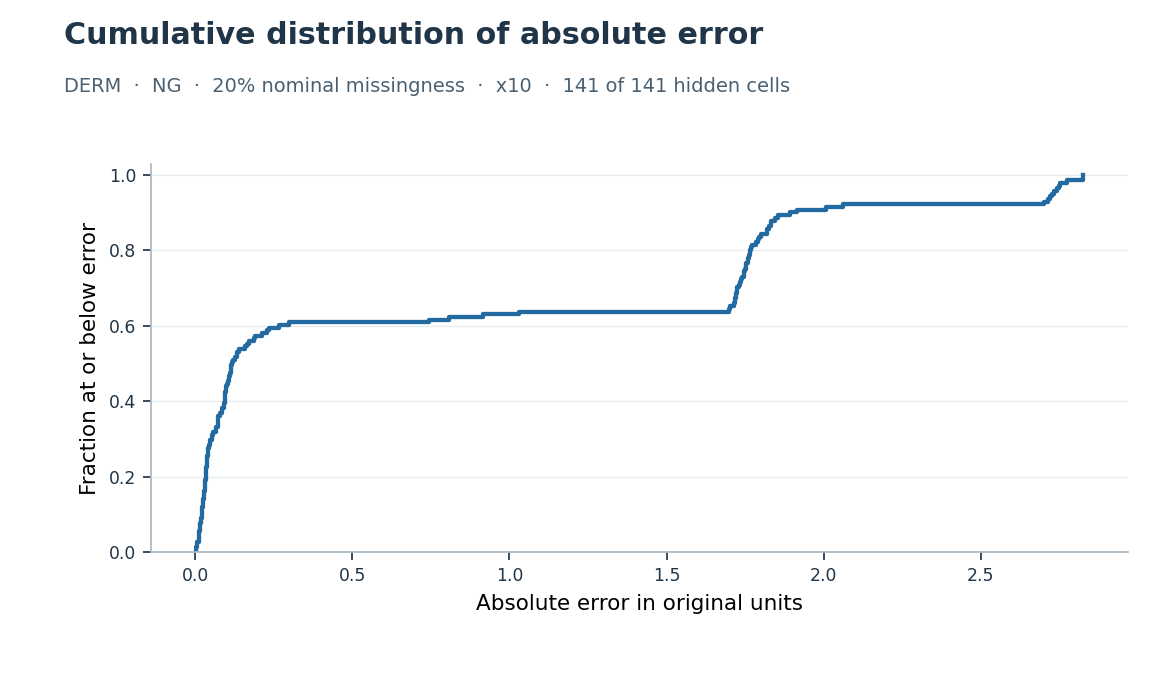 Cumulative distribution of absolute error
DERM · NG · 20% nominal missingness · x10 · 141 of 141 hidden cells
Fraction at or below error
1.0
0.8
0.6
0.4
0.2
0.0
0.0 0.5 1.0 1.5 2.0 2.5
Absolute error in original units